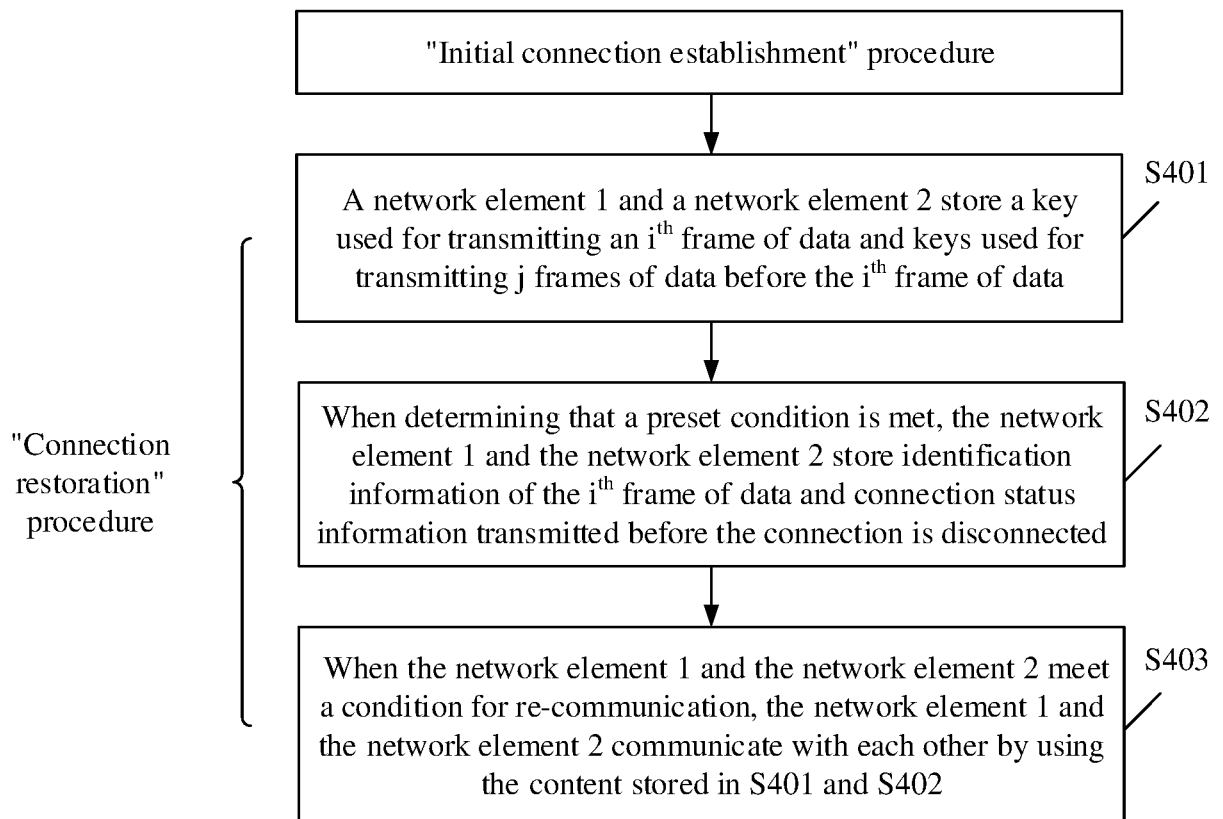 "Initial connection establishment" procedure
S401
A network element 1 and a network element 2 store a key
used for transmitting an i^th frame of data and keys used for
transmitting j frames of data before the i^th frame of data
"Connection
restoration"
procedure
S402
When determining that a preset condition is met, the network
element 1 and the network element 2 store identification
information of the i^th frame of data and connection status
information transmitted before the connection is disconnected
S403
When the network element 1 and the network element 2 meet
a condition for re-communication, the network element 1 and
the network element 2 communicate with each other by using
the content stored in S401 and S402